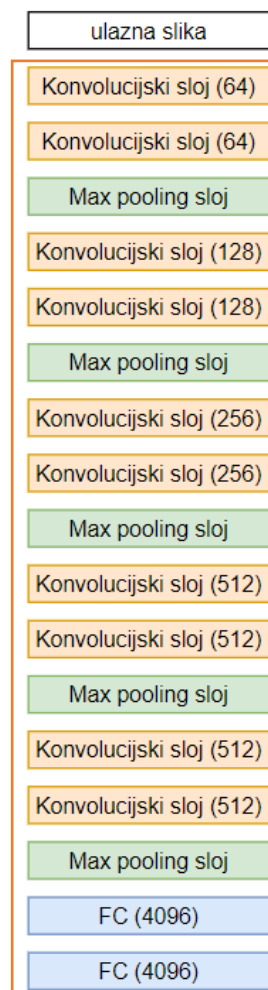 ulazna slika
Konvolucijski sloj (64)
Konvolucijski sloj (64)
Max pooling sloj
Konvolucijski sloj (128)
Konvolucijski sloj (128)
Max pooling sloj
Konvolucijski sloj (256)
Konvolucijski sloj (256)
Max pooling sloj
Konvolucijski sloj (512)
Konvolucijski sloj (512)
Max pooling sloj
Konvolucijski sloj (512)
Konvolucijski sloj (512)
Max pooling sloj
FC (4096)
FC (4096)